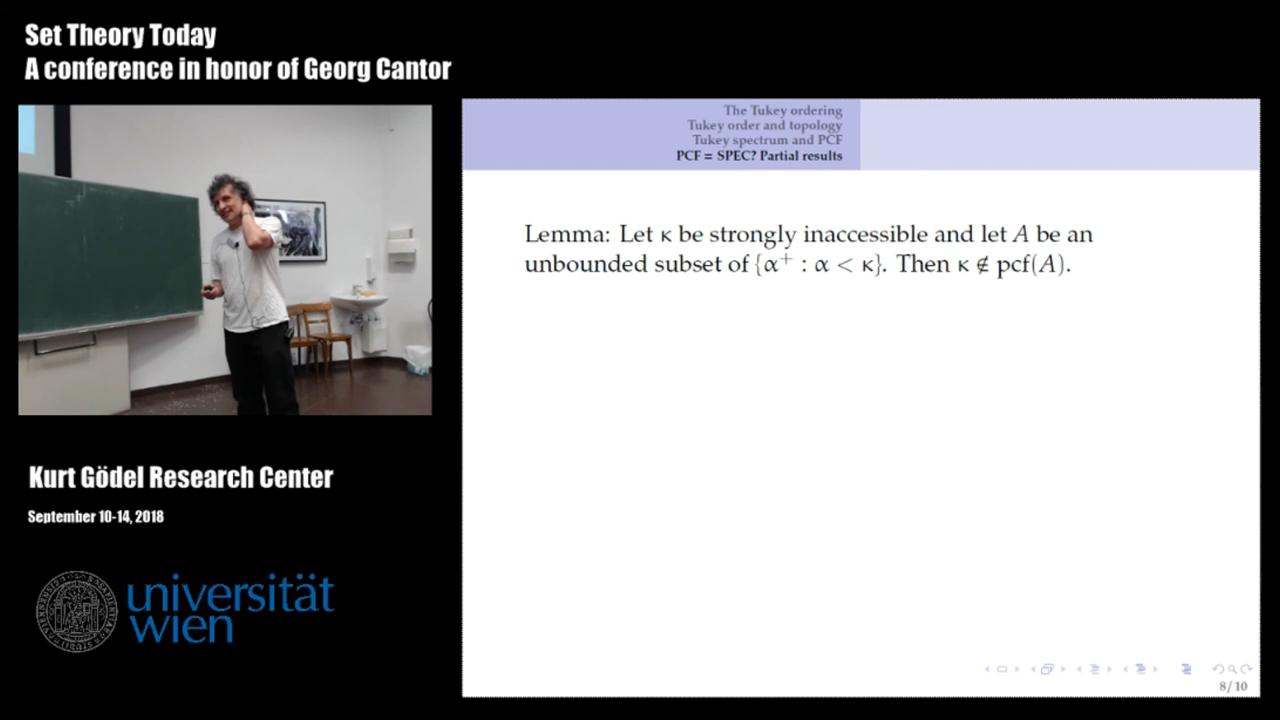 Set Theory Today
A conference in honor of Georg Cantor
The Tukey ordering
Tukey order and topology
Tukey spectrum and PCF
PCF = SPEC? Partial results
Lemma: Let κ be strongly inaccessible and let A be an
unbounded subset of {α⁺ : α < κ}. Then κ ∉ pcf(A).
Kurt Gödel Research Center
September 10-14, 2018
universität
wien
8/10